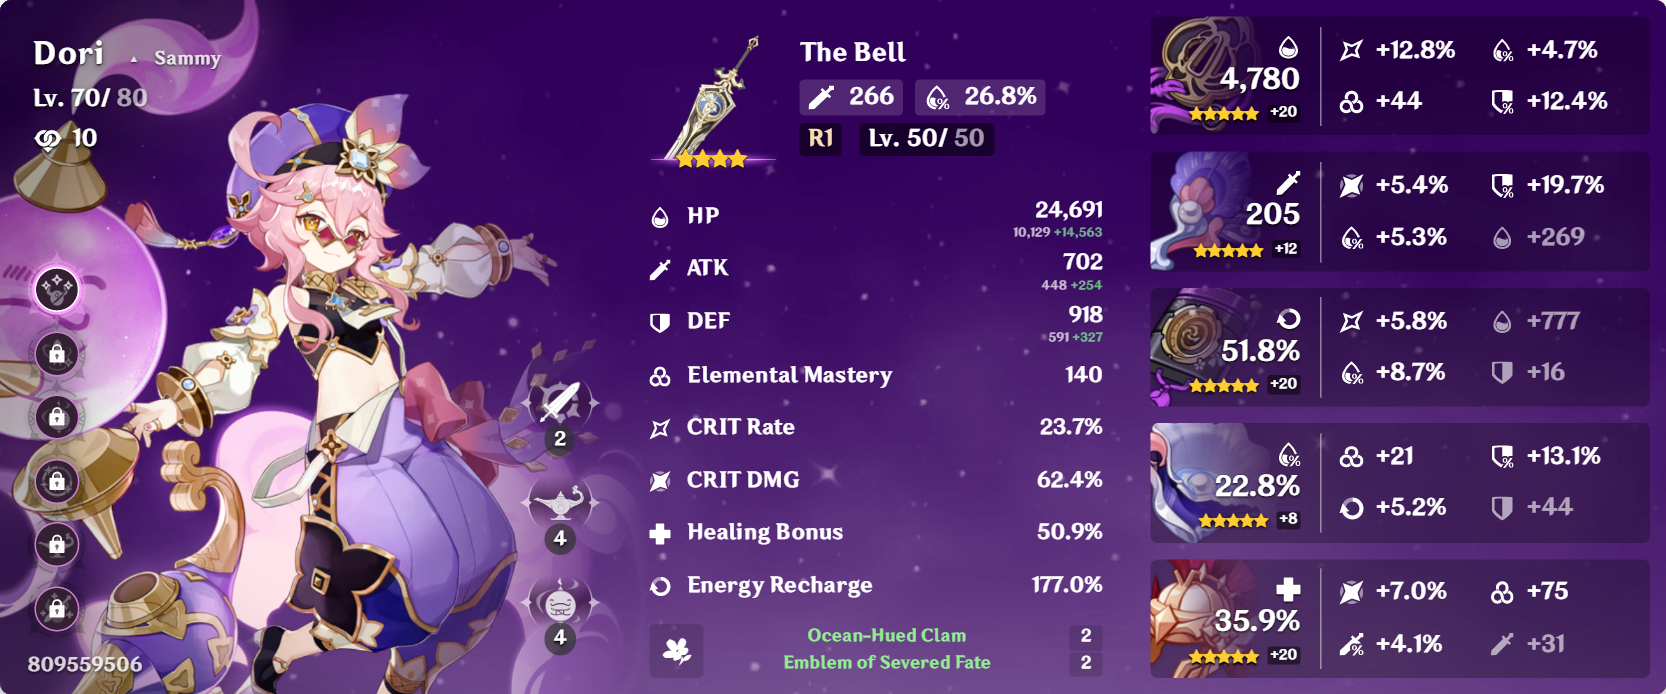 Dori ▲ Sammy
Lv. 70/ 80
10
2
4
4
809559506
The Bell
266 26.8%
R1 Lv. 50/ 50
HP 24,691
10,129 +14,563
ATK 702
448 +254
DEF 918
591 +327
Elemental Mastery 140
CRIT Rate 23.7%
CRIT DMG 62.4%
Healing Bonus 50.9%
Energy Recharge 177.0%
Ocean-Hued Clam 2
Emblem of Severed Fate 2
4,780
+20
+12.8% +4.7%
+44 +12.4%
205
+12
+5.4% +19.7%
+5.3% +269
51.8%
+20
+5.8% +777
+8.7% +16
22.8%
+8
+21 +13.1%
+5.2% +44
35.9%
+20
+7.0% +75
+4.1% +31